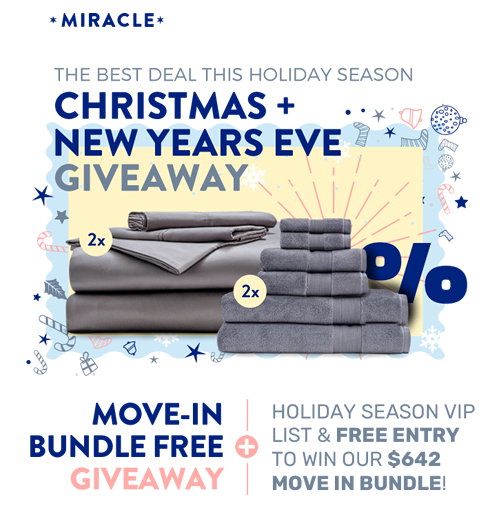 *MIRACLE*
THE BEST DEAL THIS HOLIDAY SEASON
CHRISTMAS +
NEW YEARS EVE
GIVEAWAY
2x
2x
%
MOVE-IN
BUNDLE FREE
GIVEAWAY
+
HOLIDAY SEASON VIP
LIST & FREE ENTRY
TO WIN OUR $642
MOVE IN BUNDLE!